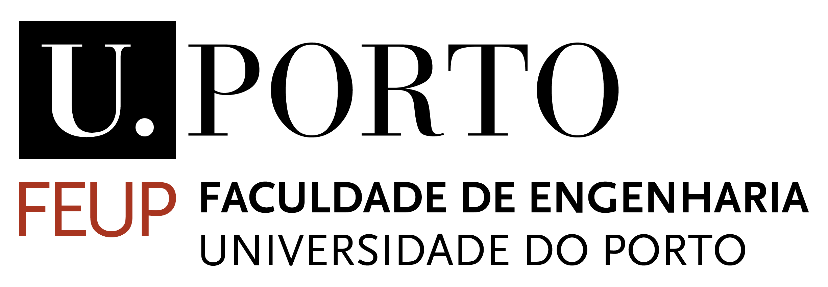 U. PORTO
FEUP FACULDADE DE ENGENHARIA
UNIVERSIDADE DO PORTO